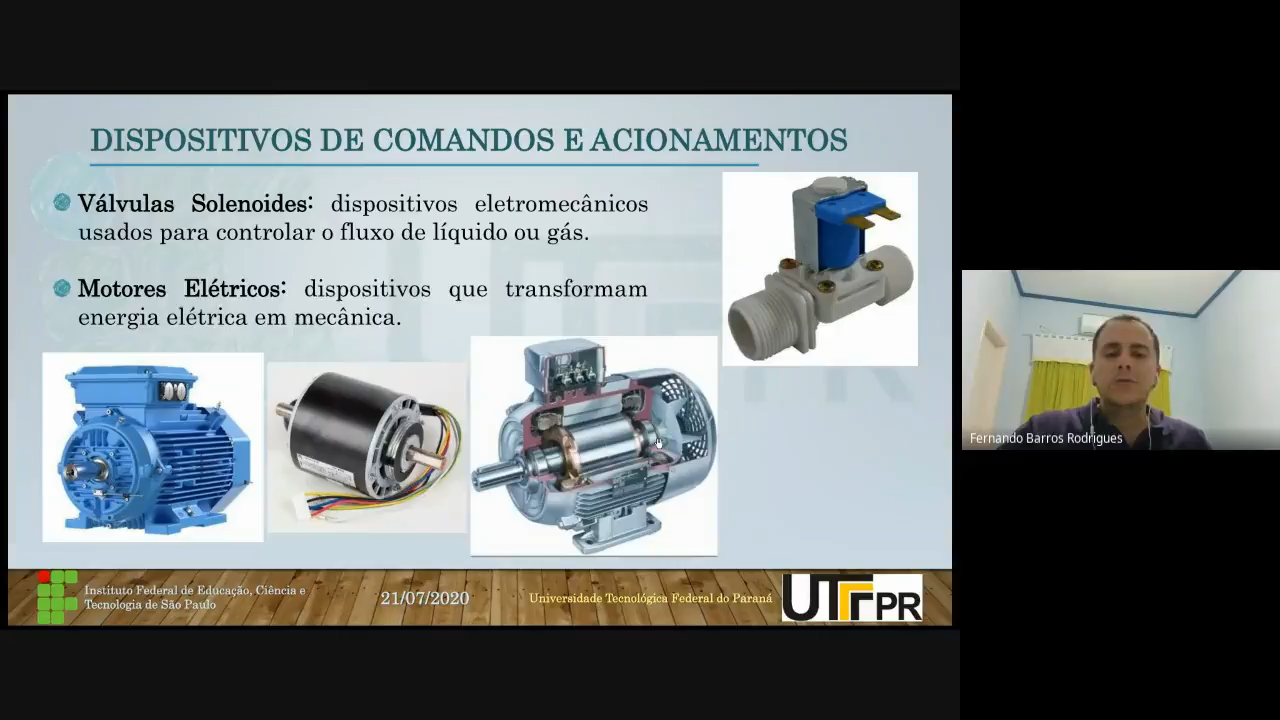 DISPOSITIVOS DE COMANDOS E ACIONAMENTOS
Válvulas Solenoides: dispositivos eletromecânicos
usados para controlar o fluxo de líquido ou gás.
Motores Elétricos: dispositivos que transformam
energia elétrica em mecânica.
Instituto Federal de Educação, Ciência e
Tecnologia de São Paulo
21/07/2020
Universidade Tecnológica Federal do Paraná
UTFPR
Fernando Barros Rodrigues